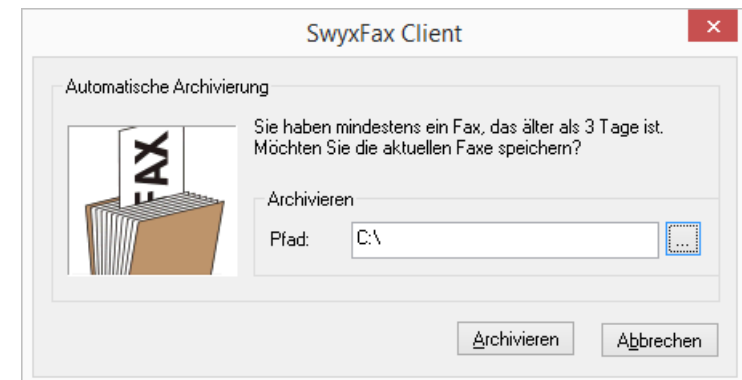 SwyxFax Client
Automatische Archivierung
FAX
Sie haben mindestens ein Fax, das älter als 3 Tage ist.
Möchten Sie die aktuellen Faxe speichern?
Archivieren
Pfad: C:\ ...
Archivieren Abbrechen